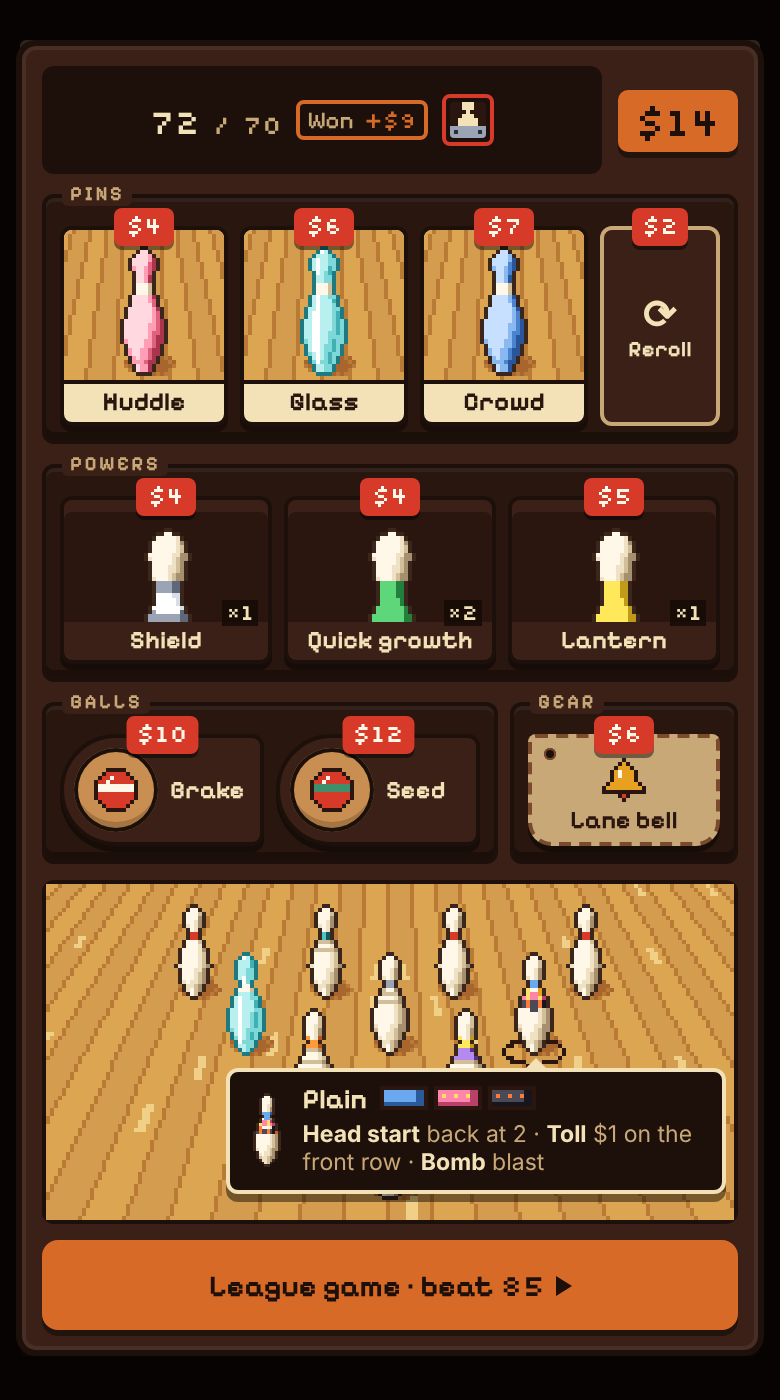 72 / 70 Won +$9
$14
PINS
$4 $6 $7 $2
Huddle Glass Crowd Reroll
POWERS
$4 $4 $5
×1 ×2 ×1
Shield Quick growth Lantern
BALLS GEAR
$10 $12 $6
Brake Seed Lane bell
Plain
Head start back at 2 · Toll $1 on the
front row · Bomb blast
League game · beat 85